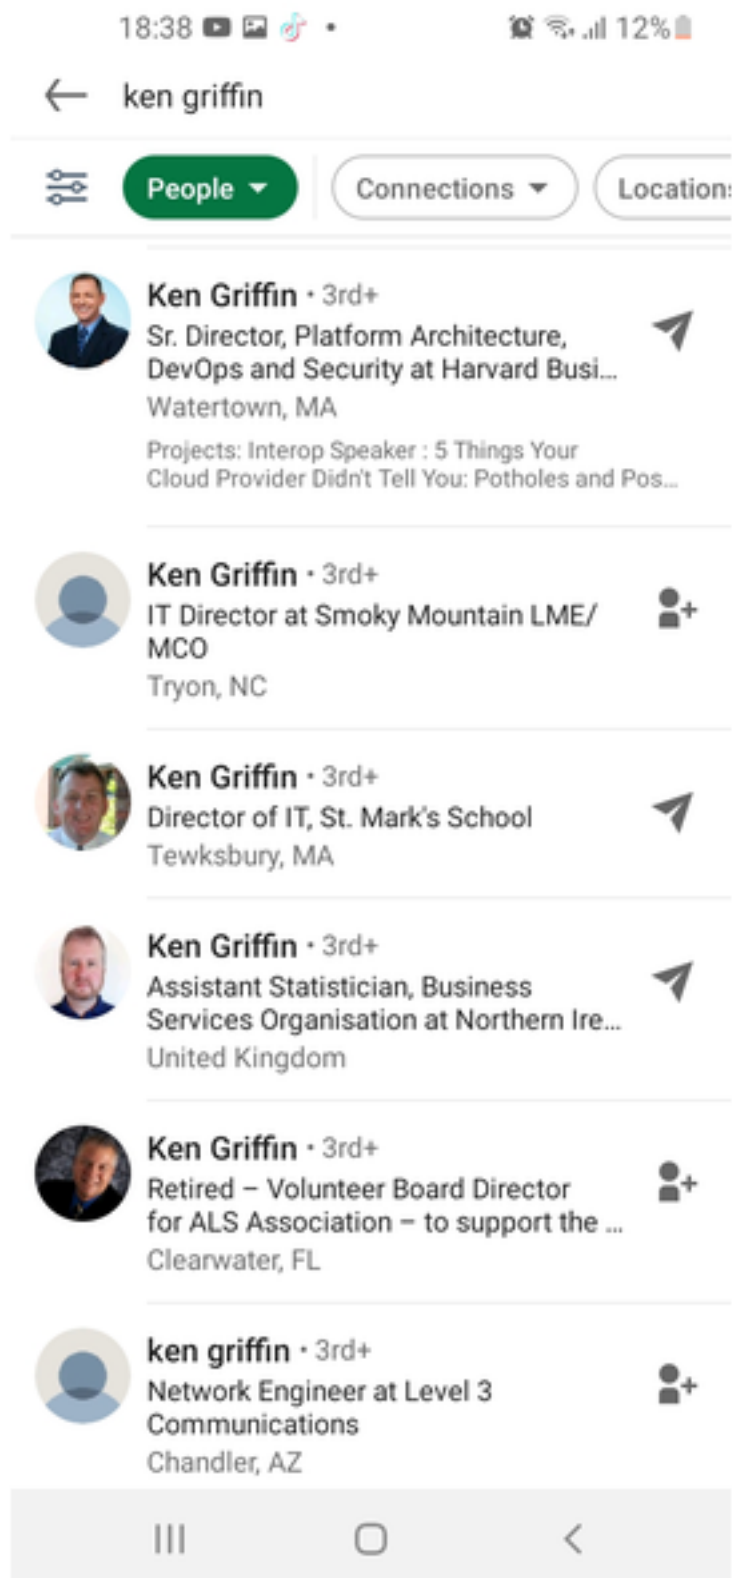 18:38 12%
ken griffin
People Connections Locations
Ken Griffin • 3rd+
Sr. Director, Platform Architecture,
DevOps and Security at Harvard Busi...
Watertown, MA
Projects: Interop Speaker : 5 Things Your
Cloud Provider Didn't Tell You: Potholes and Pos...
Ken Griffin • 3rd+
IT Director at Smoky Mountain LME/
MCO
Tryon, NC
Ken Griffin • 3rd+
Director of IT, St. Mark's School
Tewksbury, MA
Ken Griffin • 3rd+
Assistant Statistician, Business
Services Organisation at Northern Ire...
United Kingdom
Ken Griffin • 3rd+
Retired – Volunteer Board Director
for ALS Association – to support the ...
Clearwater, FL
ken griffin • 3rd+
Network Engineer at Level 3
Communications
Chandler, AZ